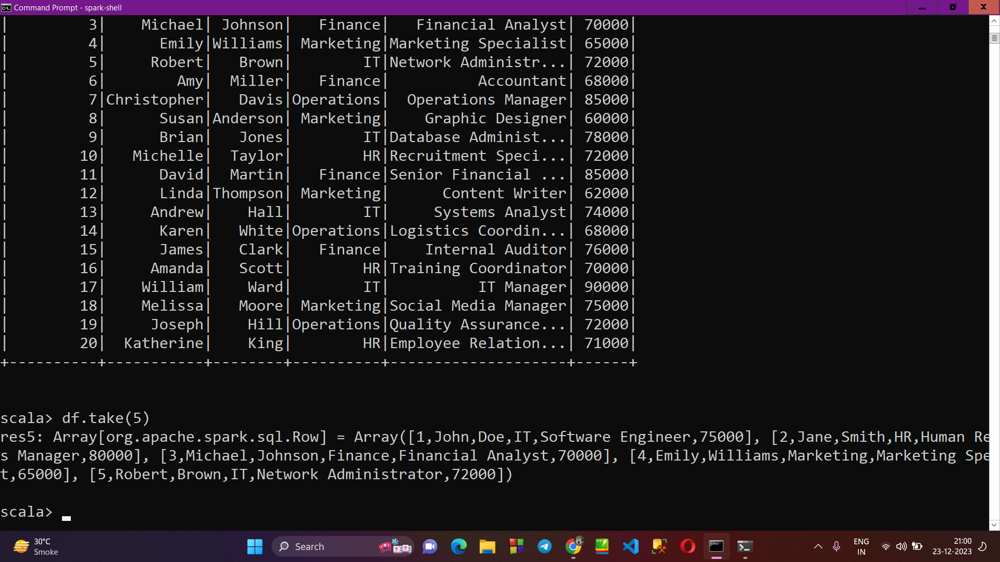 Command Prompt - spark-shell
|         3|    Michael| Johnson|   Finance|   Financial Analyst| 70000|
|         4|      Emily|Williams| Marketing|Marketing Specialist| 65000|
|         5|     Robert|   Brown|        IT|Network Administr...| 72000|
|         6|        Amy|  Miller|   Finance|          Accountant| 68000|
|         7|Christopher|   Davis|Operations|  Operations Manager| 85000|
|         8|      Susan|Anderson| Marketing|    Graphic Designer| 60000|
|         9|      Brian|   Jones|        IT|Database Administ...| 78000|
|        10|   Michelle|  Taylor|        HR|Recruitment Speci...| 72000|
|        11|      David|  Martin|   Finance|Senior Financial ...| 85000|
|        12|      Linda|Thompson| Marketing|      Content Writer| 62000|
|        13|     Andrew|    Hall|        IT|     Systems Analyst| 74000|
|        14|      Karen|   White|Operations|Logistics Coordin...| 68000|
|        15|      James|   Clark|   Finance|    Internal Auditor| 76000|
|        16|     Amanda|   Scott|        HR|Training Coordinator| 70000|
|        17|    William|    Ward|        IT|          IT Manager| 90000|
|        18|    Melissa|   Moore| Marketing|Social Media Manager| 75000|
|        19|     Joseph|    Hill|Operations|Quality Assurance...| 72000|
|        20|  Katherine|    King|        HR|Employee Relation...| 71000|
+----------+-----------+--------+----------+--------------------+------+
scala> df.take(5)
res5: Array[org.apache.spark.sql.Row] = Array([1,John,Doe,IT,Software Engineer,75000], [2,Jane,Smith,HR,Human Re
s Manager,80000], [3,Michael,Johnson,Finance,Financial Analyst,70000], [4,Emily,Williams,Marketing,Marketing Spe
t,65000], [5,Robert,Brown,IT,Network Administrator,72000])
scala>
30°C
Smoke
Search
ENG
IN
21:00
23-12-2023